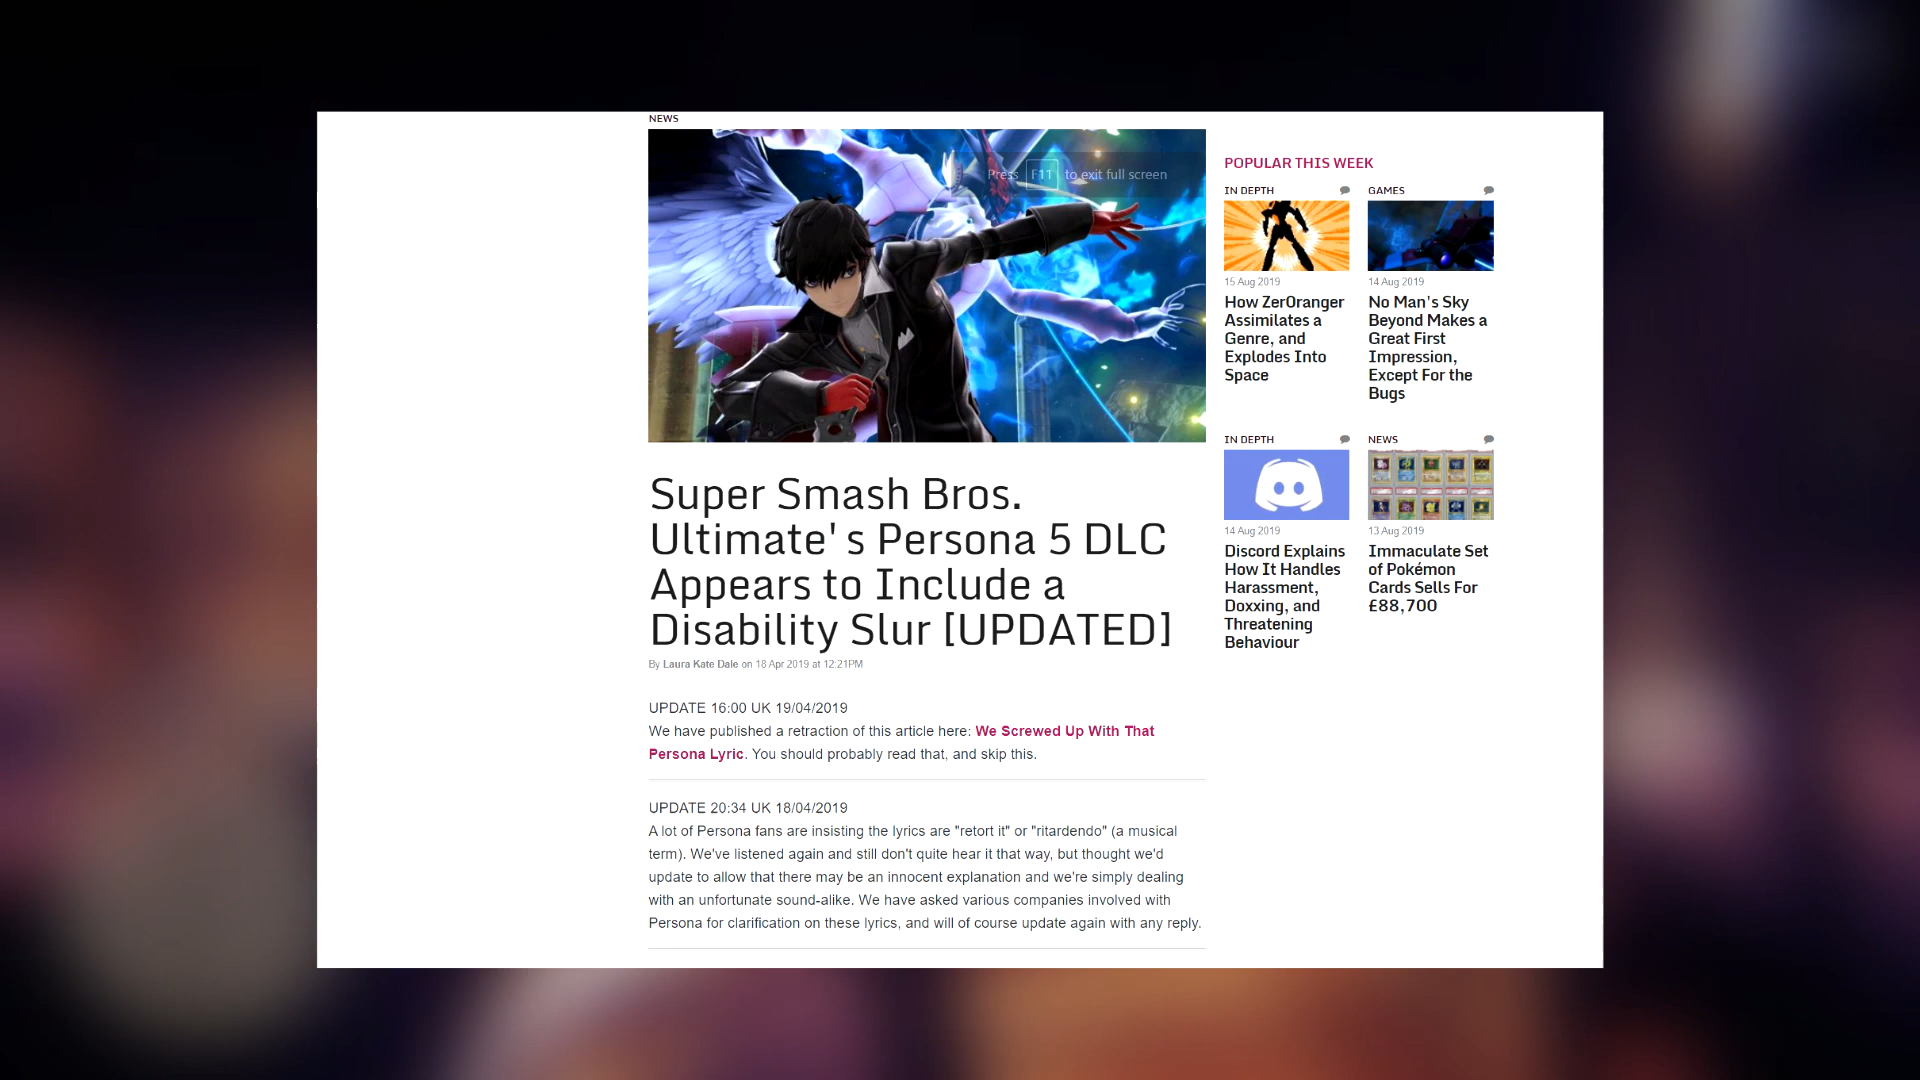 NEWS
Press F11 to exit full screen
Super Smash Bros.
Ultimate's Persona 5 DLC
Appears to Include a
Disability Slur [UPDATED]
By Laura Kate Dale on 18 Apr 2019 at 12:21PM
UPDATE 16:00 UK 19/04/2019
We have published a retraction of this article here: We Screwed Up With That
Persona Lyric. You should probably read that, and skip this.
UPDATE 20:34 UK 18/04/2019
A lot of Persona fans are insisting the lyrics are "retort it" or "ritardendo" (a musical
term). We've listened again and still don't quite hear it that way, but thought we'd
update to allow that there may be an innocent explanation and we're simply dealing
with an unfortunate sound-alike. We have asked various companies involved with
Persona for clarification on these lyrics, and will of course update again with any reply.
POPULAR THIS WEEK
IN DEPTH
15 Aug 2019
How Zer0ranger
Assimilates a
Genre, and
Explodes Into
Space
GAMES
14 Aug 2019
No Man's Sky
Beyond Makes a
Great First
Impression,
Except For the
Bugs
IN DEPTH
14 Aug 2019
Discord Explains
How It Handles
Harassment,
Doxxing, and
Threatening
Behaviour
NEWS
13 Aug 2019
Immaculate Set
of Pokémon
Cards Sells For
£88,700